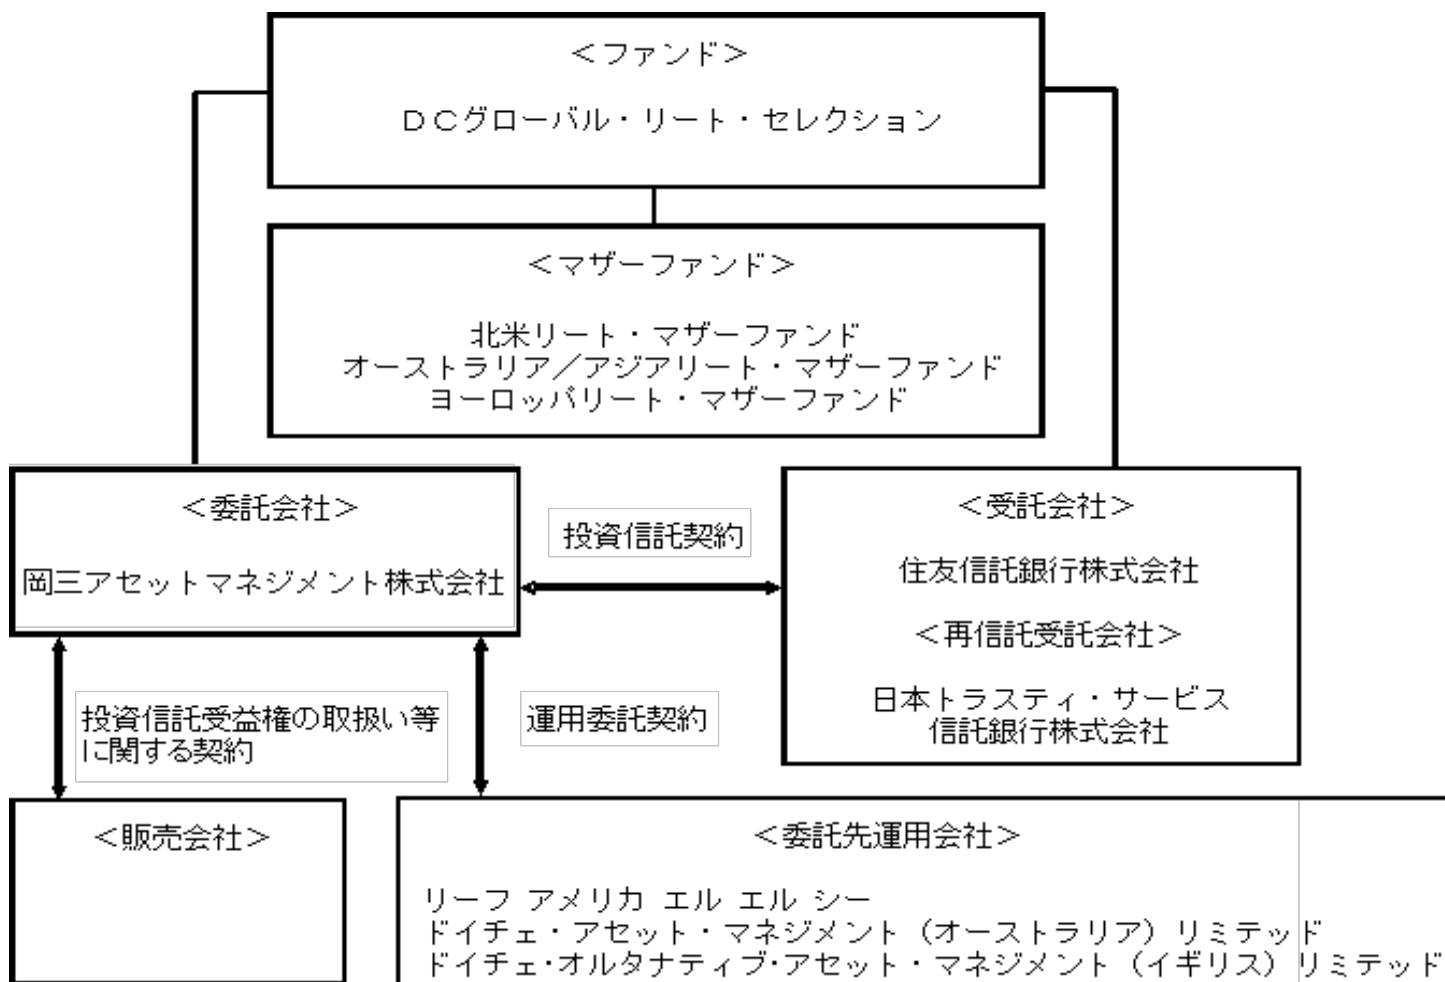 ＜ファンド＞
ＤＣグローバル・リート・セレクション
＜マザーファンド＞
北米リート・マザーファンド
オーストラリア／アジアリート・マザーファンド
ヨーロッパリート・マザーファンド
＜委託会社＞
岡三アセットマネジメント株式会社
投資信託契約
＜受託会社＞
住友信託銀行株式会社
＜再信託受託会社＞
日本トラスティ・サービス
信託銀行株式会社
投資信託受益権の取扱い等
に関する契約
運用委託契約
＜販売会社＞
＜委託先運用会社＞
リーフ アメリカ エル エル シー
ドイチェ・アセット・マネジメント（オーストラリア）リミテッド
ドイチェ・オルタナティブ・アセット・マネジメント（イギリス）リミテッド